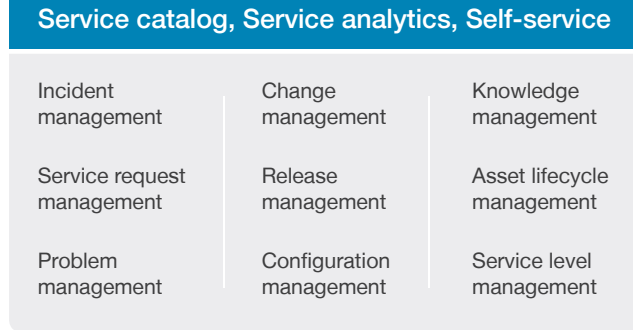 Service catalog, Service analytics, Self-service
Incident
management
Service request
management
Problem
management
Change
management
Release
management
Configuration
management
Knowledge
management
Asset lifecycle
management
Service level
management